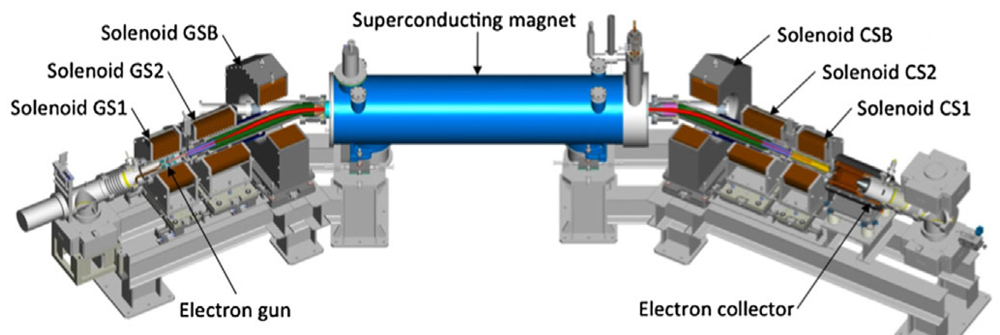 Superconducting magnet
Solenoid GSB
Solenoid CSB
Solenoid GS2
Solenoid CS2
Solenoid GS1
Solenoid CS1
Electron gun
Electron collector